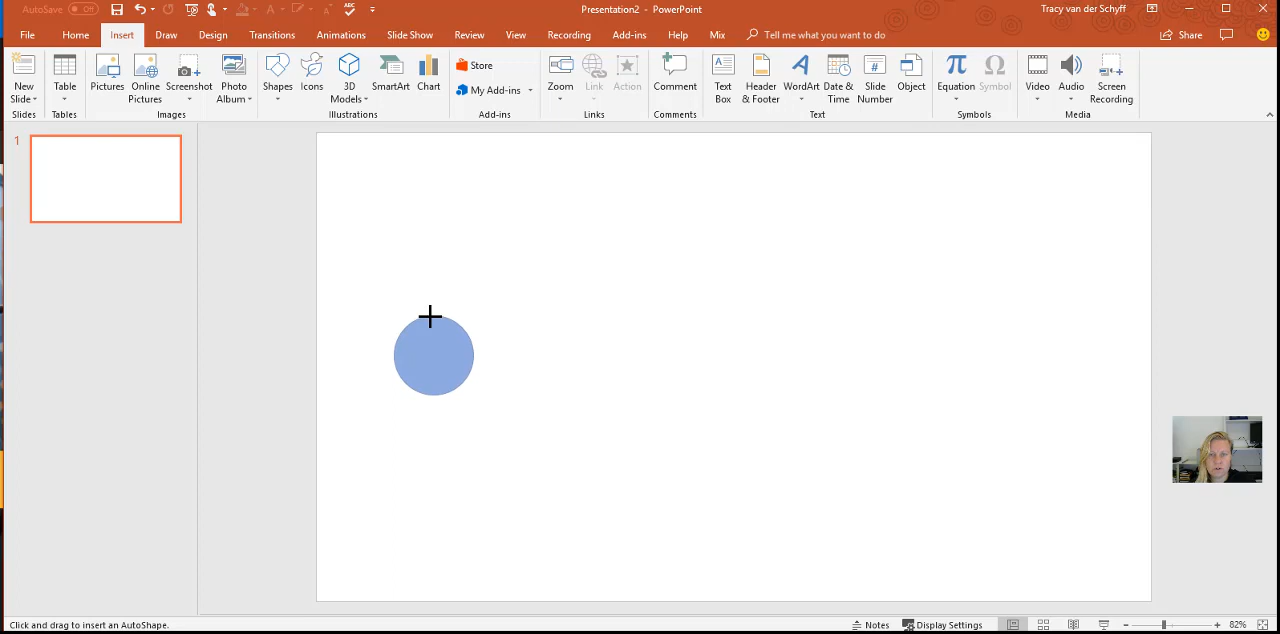 AutoSave Off Presentation2 - PowerPoint Tracy van der Schyff
File Home Insert Draw Design Transitions Animations Slide Show Review View Recording Add-ins Help Mix Tell me what you want to do Share
New Slide Table Pictures Online Pictures Screenshot Photo Album Shapes Icons 3D Models SmartArt Chart Store My Add-ins Zoom Link Action Comment Text Box Header & Footer WordArt Date & Time Slide Number Object Equation Symbol Video Audio Screen Recording
Slides Tables Images Illustrations Add-ins Links Comments Text Symbols Media
1
Click and drag to insert an AutoShape. Notes Display Settings 82%